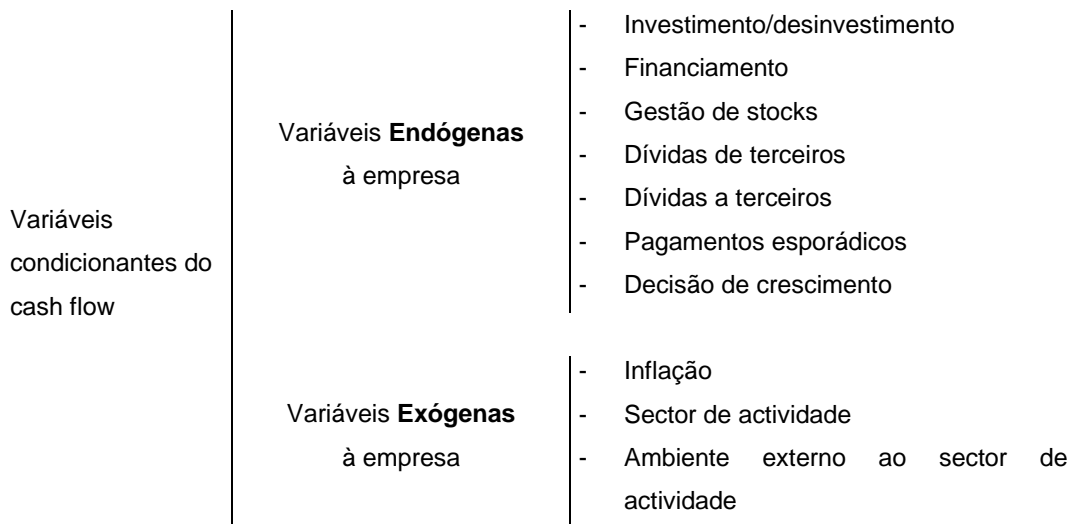 Variáveis
condicionantes do
cash flow
Variáveis Endógenas
à empresa
- Investimento/desinvestimento
- Financiamento
- Gestão de stocks
- Dívidas de terceiros
- Dívidas a terceiros
- Pagamentos esporádicos
- Decisão de crescimento
Variáveis Exógenas
à empresa
- Inflação
- Sector de actividade
- Ambiente externo ao sector de
actividade